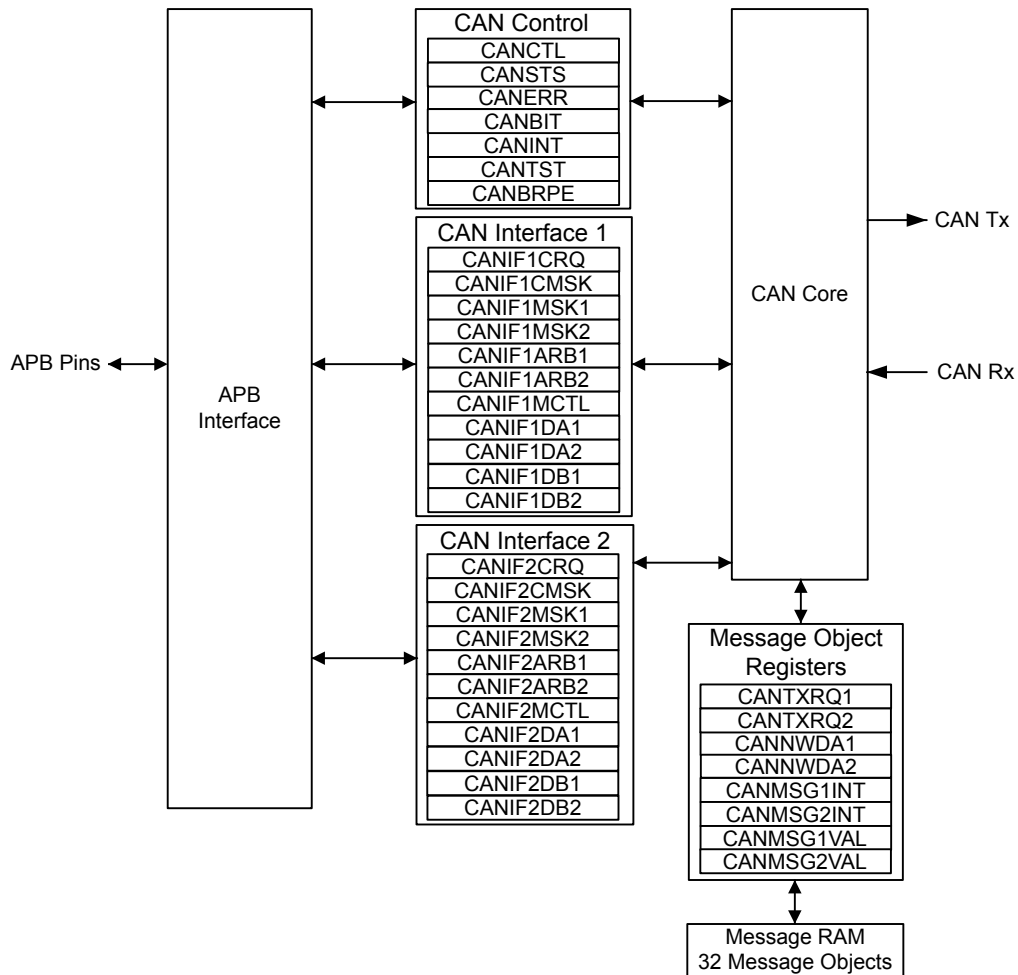 CAN Control
CANCTL
CANSTS
CANERR
CANBIT
CANINT
CANTST
CANBRPE
CAN Interface 1
CANIF1CRQ
CANIF1CMSK
CANIF1MSK1
CANIF1MSK2
CANIF1ARB1
CANIF1ARB2
CANIF1MCTL
CANIF1DA1
CANIF1DA2
CANIF1DB1
CANIF1DB2
CAN Interface 2
CANIF2CRQ
CANIF2CMSK
CANIF2MSK1
CANIF2MSK2
CANIF2ARB1
CANIF2ARB2
CANIF2MCTL
CANIF2DA1
CANIF2DA2
CANIF2DB1
CANIF2DB2
APB Pins
APB
Interface
CAN Core
CAN Tx
CAN Rx
Message Object
Registers
CANTXRQ1
CANTXRQ2
CANNWDA1
CANNWDA2
CANMSG1INT
CANMSG2INT
CANMSG1VAL
CANMSG2VAL
Message RAM
32 Message Objects